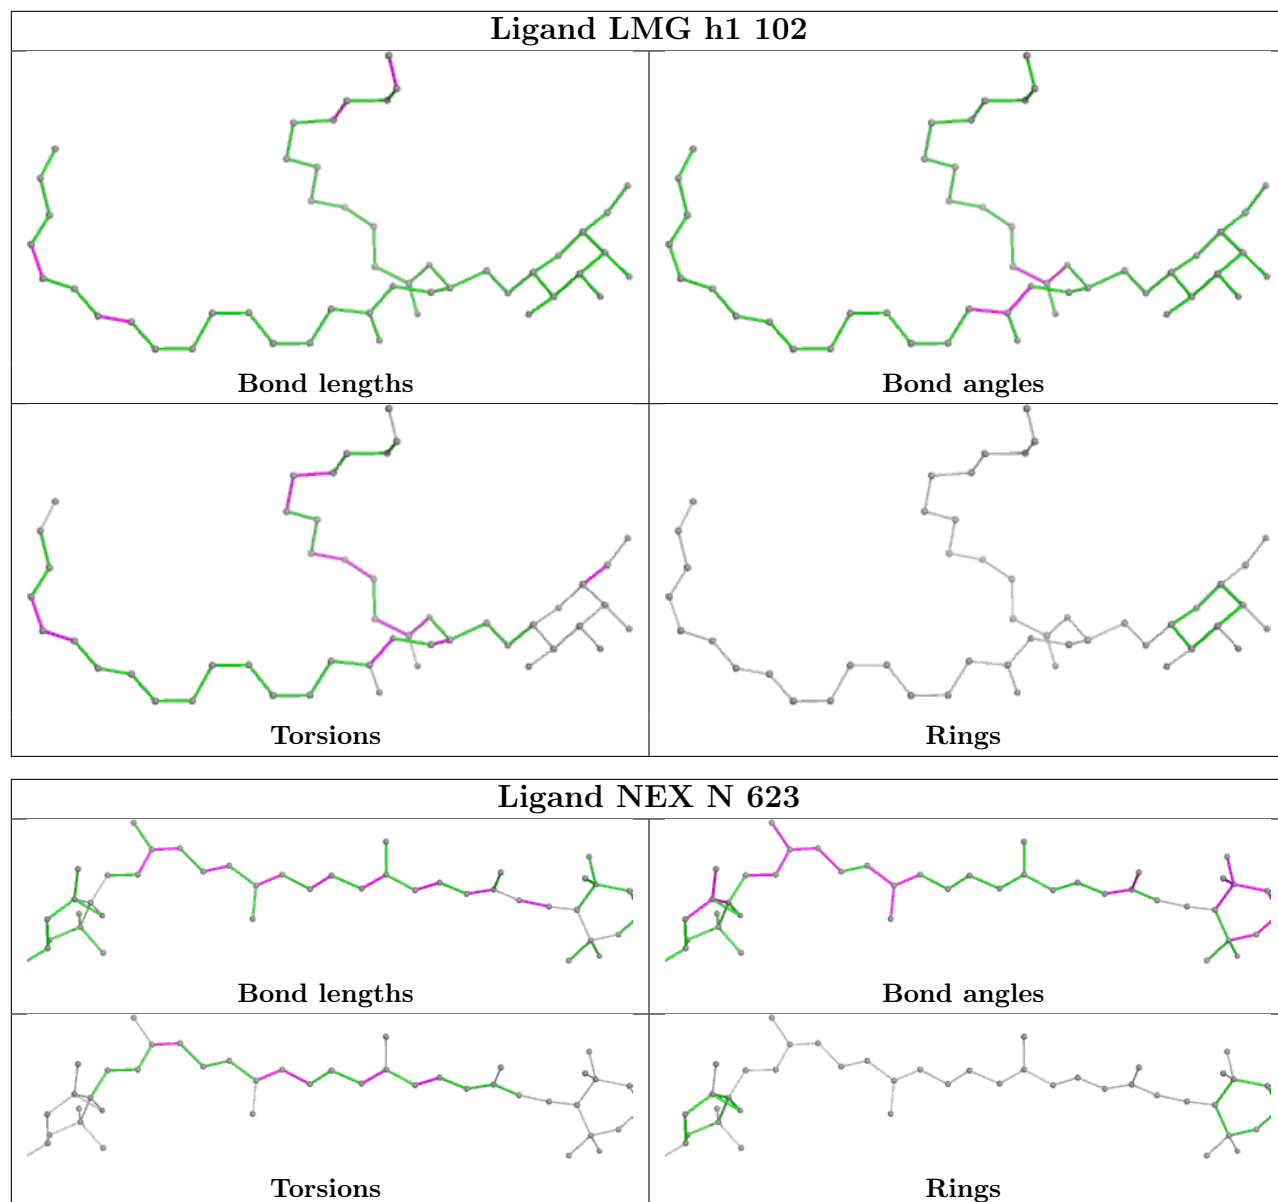 Ligand LMG h1 102
Bond lengths
Bond angles
Torsions
Rings
Ligand NEX N 623
Bond lengths
Bond angles
Torsions
Rings